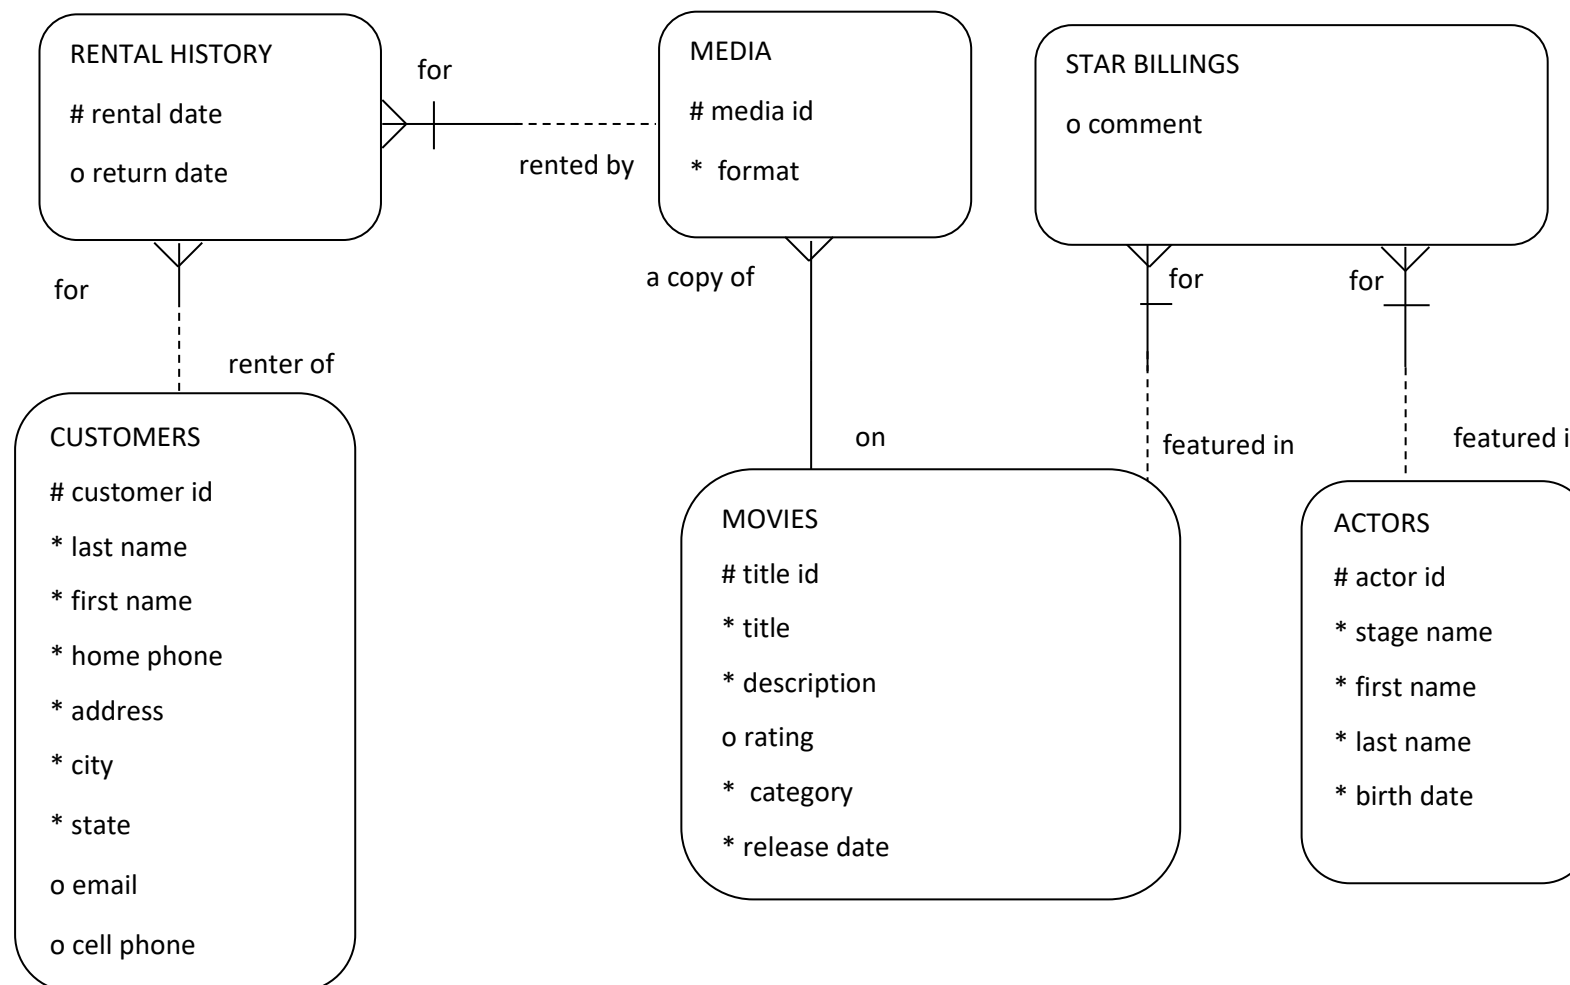 RENTAL HISTORY
# rental date
o return date
for
rented by
MEDIA
# media id
* format
STAR BILLINGS
o comment
for
renter of
a copy of
on
for
for
featured in
featured i
CUSTOMERS
# customer id
* last name
* first name
* home phone
* address
* city
* state
o email
o cell phone
MOVIES
# title id
* title
* description
o rating
* category
* release date
ACTORS
# actor id
* stage name
* first name
* last name
* birth date